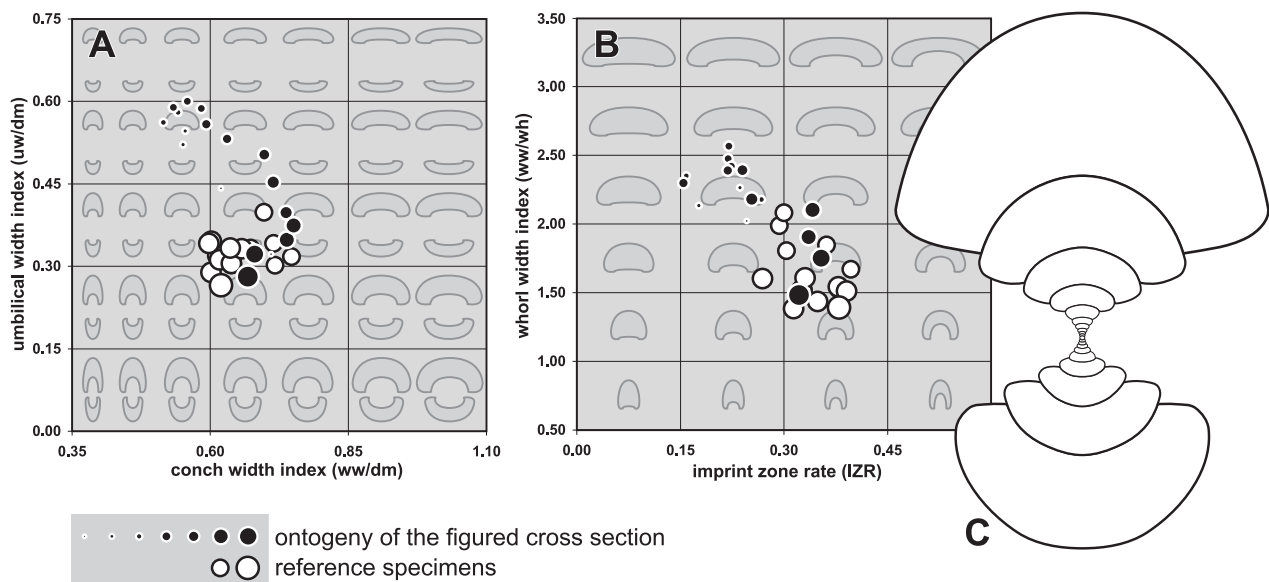 A
0.75
0.60
0.45
0.30
0.15
0.00
umbilical width index (uw/dm)
0.35 0.60 0.85 1.10
conch width index (ww/dm)
B
3.50
3.00
2.50
2.00
1.50
1.00
0.50
whorl width index (ww/wh)
0.00 0.15 0.30 0.45
imprint zone rate (IZR)
C
ontogeny of the figured cross section
reference specimens